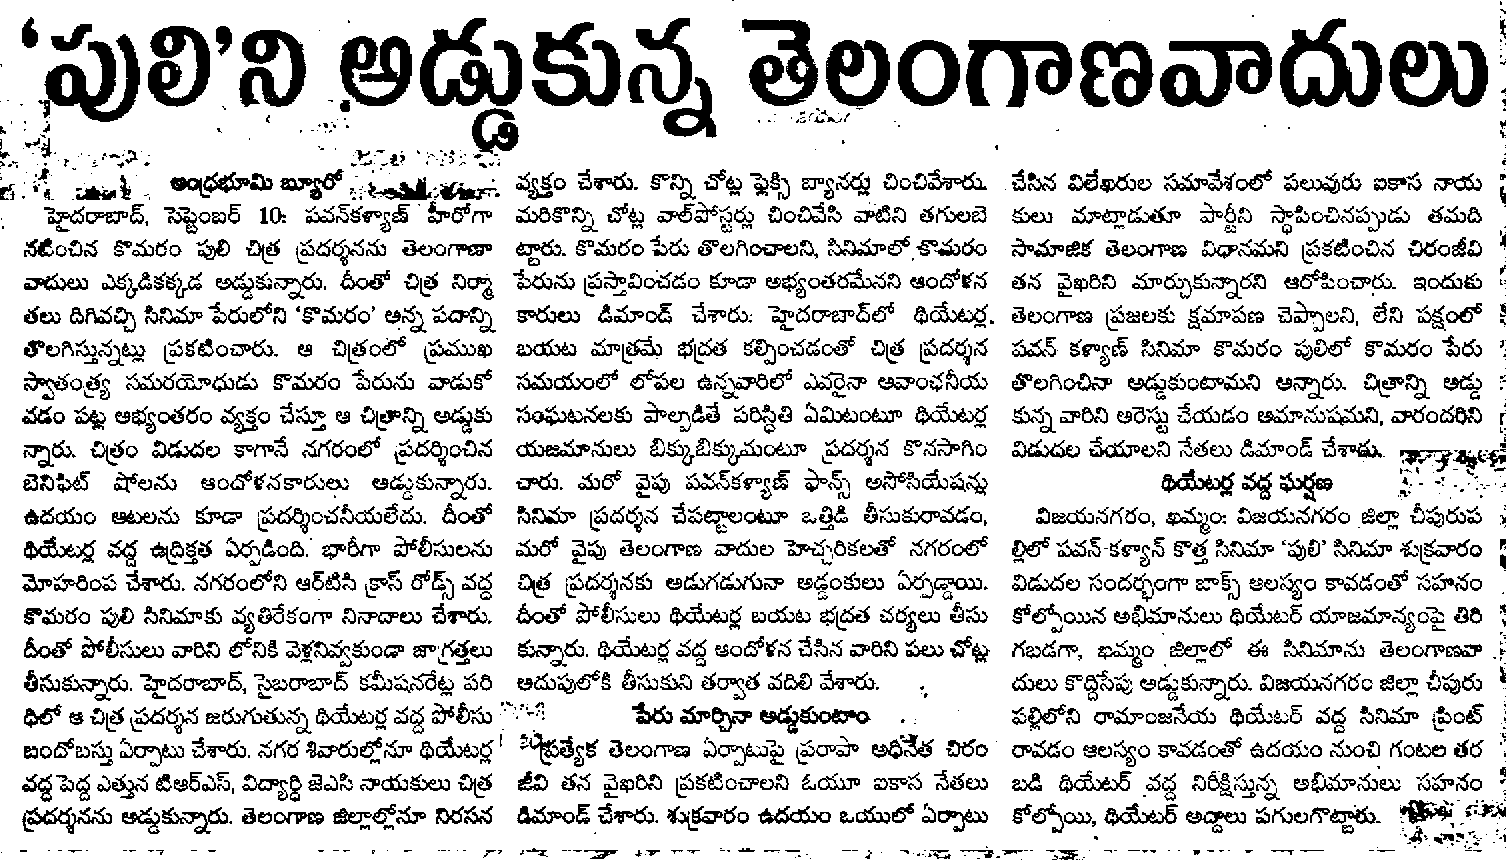 'పులి'ని అడ్డుకున్న తెలంగాణవాదులు
ఆంధ్రభూమి బ్యూరో
హైదరాబాద్, సెప్టెంబర్ 10: పవన్‌కళ్యాణ్ హీరోగా
నటించిన కొమరం పులి చిత్ర ప్రదర్శనను తెలంగాణా
వాదులు ఎక్కడికక్కడ అడ్డుకున్నారు. దీంతో చిత్ర నిర్మా
తలు దిగివచ్చి సినిమా పేరులోని 'కొమరం' అన్న పదాన్ని
తొలగిస్తున్నట్లు ప్రకటించారు. ఆ చిత్రంలో ప్రముఖ
స్వాతంత్ర్య సమరయోధుడు కొమరం పేరును వాడుకో
వడం పట్ల అభ్యంతరం వ్యక్తం చేస్తూ ఆ చిత్రాన్ని అడ్డుకు
న్నారు. చిత్రం విడుదల కాగానే నగరంలో ప్రదర్శించిన
బెనిఫిట్ షోలను ఆందోళనకారులు అడ్డుకున్నారు.
ఉదయం ఆటలను కూడా ప్రదర్శించనీయలేదు. దీంతో
థియేటర్ల వద్ద ఉద్రిక్తత ఏర్పడింది. భారీగా పోలీసులను
మోహరింప చేశారు. నగరంలోని ఆర్‌టిసి క్రాస్ రోడ్స్ వద్ద
కొమరం పులి సినిమాకు వ్యతిరేకంగా నినాదాలు చేశారు.
దీంతో పోలీసులు వారిని లోనికి వెళ్లనివ్వకుండా జాగ్రత్తలు
తీసుకున్నారు. హైదరాబాద్, సైబరాబాద్ కమీషనరేట్ల పరి
ధిలో ఆ చిత్ర ప్రదర్శన జరుగుతున్న థియేటర్ల వద్ద పోలీసు
బందోబస్తు ఏర్పాటు చేశారు. నగర శివారుల్లోనూ థియేటర్ల
వద్ద పెద్ద ఎత్తున టిఆర్‌ఎస్, విద్యార్థి జెఎసి నాయకులు చిత్ర
ప్రదర్శనను అడ్డుకున్నారు. తెలంగాణ జిల్లాల్లోనూ నిరసన
వ్యక్తం చేశారు. కొన్ని చోట్ల ఫ్లెక్సి బ్యానర్లు చించివేశారు.
మరికొన్ని చోట్ల వాల్‌పోస్టర్లు చించివేసి వాటిని తగులబె
ట్టారు. కొమరం పేరు తొలగించాలని, సినిమాలో కొమరం
పేరును ప్రస్తావించడం కూడా అభ్యంతరమేనని ఆందోళన
కారులు డిమాండ్ చేశారు. హైదరాబాద్‌లో థియేటర్ల
బయట మాత్రమే భద్రత కల్పించడంతో చిత్ర ప్రదర్శన
సమయంలో లోపల ఉన్నవారిలో ఎవరైనా అవాంఛనీయ
సంఘటనలకు పాల్పడితే పరిస్థితి ఏమిటంటూ థియేటర్ల
యజమానులు బిక్కుబిక్కుమంటూ ప్రదర్శన కొనసాగిం
చారు. మరో వైపు పవన్‌కళ్యాణ్ ఫాన్స్ అసోసియేషన్లు
సినిమా ప్రదర్శన చేపట్టాలంటూ ఒత్తిడి తీసుకురావడం,
మరో వైపు తెలంగాణ వాదుల హెచ్చరికలతో నగరంలో
చిత్ర ప్రదర్శనకు అడుగడుగునా అడ్డంకులు ఏర్పడ్డాయి.
దీంతో పోలీసులు థియేటర్ల బయట భద్రత చర్యలు తీసు
కున్నారు. థియేటర్ల వద్ద ఆందోళన చేసిన వారిని పలు చోట్ల
అదుపులోకి తీసుకుని తర్వాత వదిలి వేశారు.
పేరు మార్చినా అడ్డుకుంటాం
ప్రత్యేక తెలంగాణ ఏర్పాటుపై ప్రరాపా అధినేత చిరం
జీవి తన వైఖరిని ప్రకటించాలని ఓయూ ఐకాస నేతలు
డిమాండ్ చేశారు. శుక్రవారం ఉదయం ఒయులో ఏర్పాటు
చేసిన విలేఖరుల సమావేశంలో పలువురు ఐకాస నాయ
కులు మాట్లాడుతూ పార్టీని స్థాపించినప్పుడు తమది
సామాజిక తెలంగాణ విధానమని ప్రకటించిన చిరంజీవి
తన వైఖరిని మార్చుకున్నారని ఆరోపించారు. ఇందుకు
తెలంగాణ ప్రజలకు క్షమాపణ చెప్పాలని, లేని పక్షంలో
పవన్ కళ్యాణ్ సినిమా కొమరం పులిలో కొమరం పేరు
తొలగించినా అడ్డుకుంటామని అన్నారు. చిత్రాన్ని అడ్డు
కున్న వారిని అరెస్టు చేయడం అమానుషమని, వారందరిని
విడుదల చేయాలని నేతలు డిమాండ్ చేశారు.
థియేటర్ల వద్ద ఘర్షణ
విజయనగరం, ఖమ్మం: విజయనగరం జిల్లా చీపురుప
ల్లిలో పవన్-కళ్యాన్ కొత్త సినిమా 'పులి' సినిమా శుక్రవారం
విడుదల సందర్భంగా బాక్స్ ఆలస్యం కావడంతో సహనం
కోల్పోయిన అభిమానులు థియేటర్ యాజమాన్యంపై తిరి
గబడగా, ఖమ్మం జిల్లాలో ఈ సినిమాను తెలంగాణవా
దులు కొద్దిసేపు అడ్డుకున్నారు. విజయనగరం జిల్లా చీపురు
పల్లిలోని రామాంజనేయ థియేటర్ వద్ద సినిమా ప్రింట్
రావడం ఆలస్యం కావడంతో ఉదయం నుంచి గంటల తర
బడి థియేటర్ వద్ద నిరీక్షిస్తున్న అభిమానులు సహనం
కోల్పోయి, థియేటర్ అద్దాలు పగులగొట్టారు.